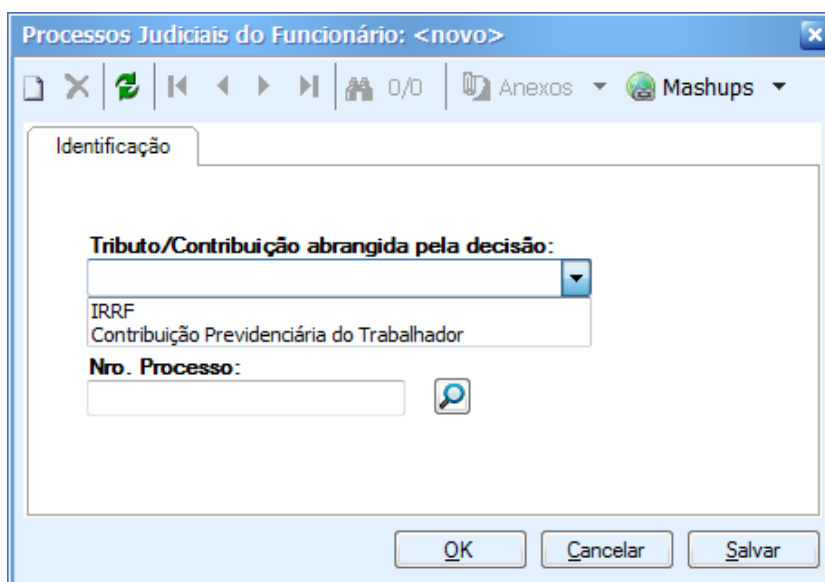 Processos Judiciais do Funcionário: <novo>
0/0 Anexos Mashups
Identificação
Tributo/Contribuição abrangida pela decisão:
IRRF
Contribuição Previdenciária do Trabalhador
Nro. Processo:
OK Cancelar Salvar